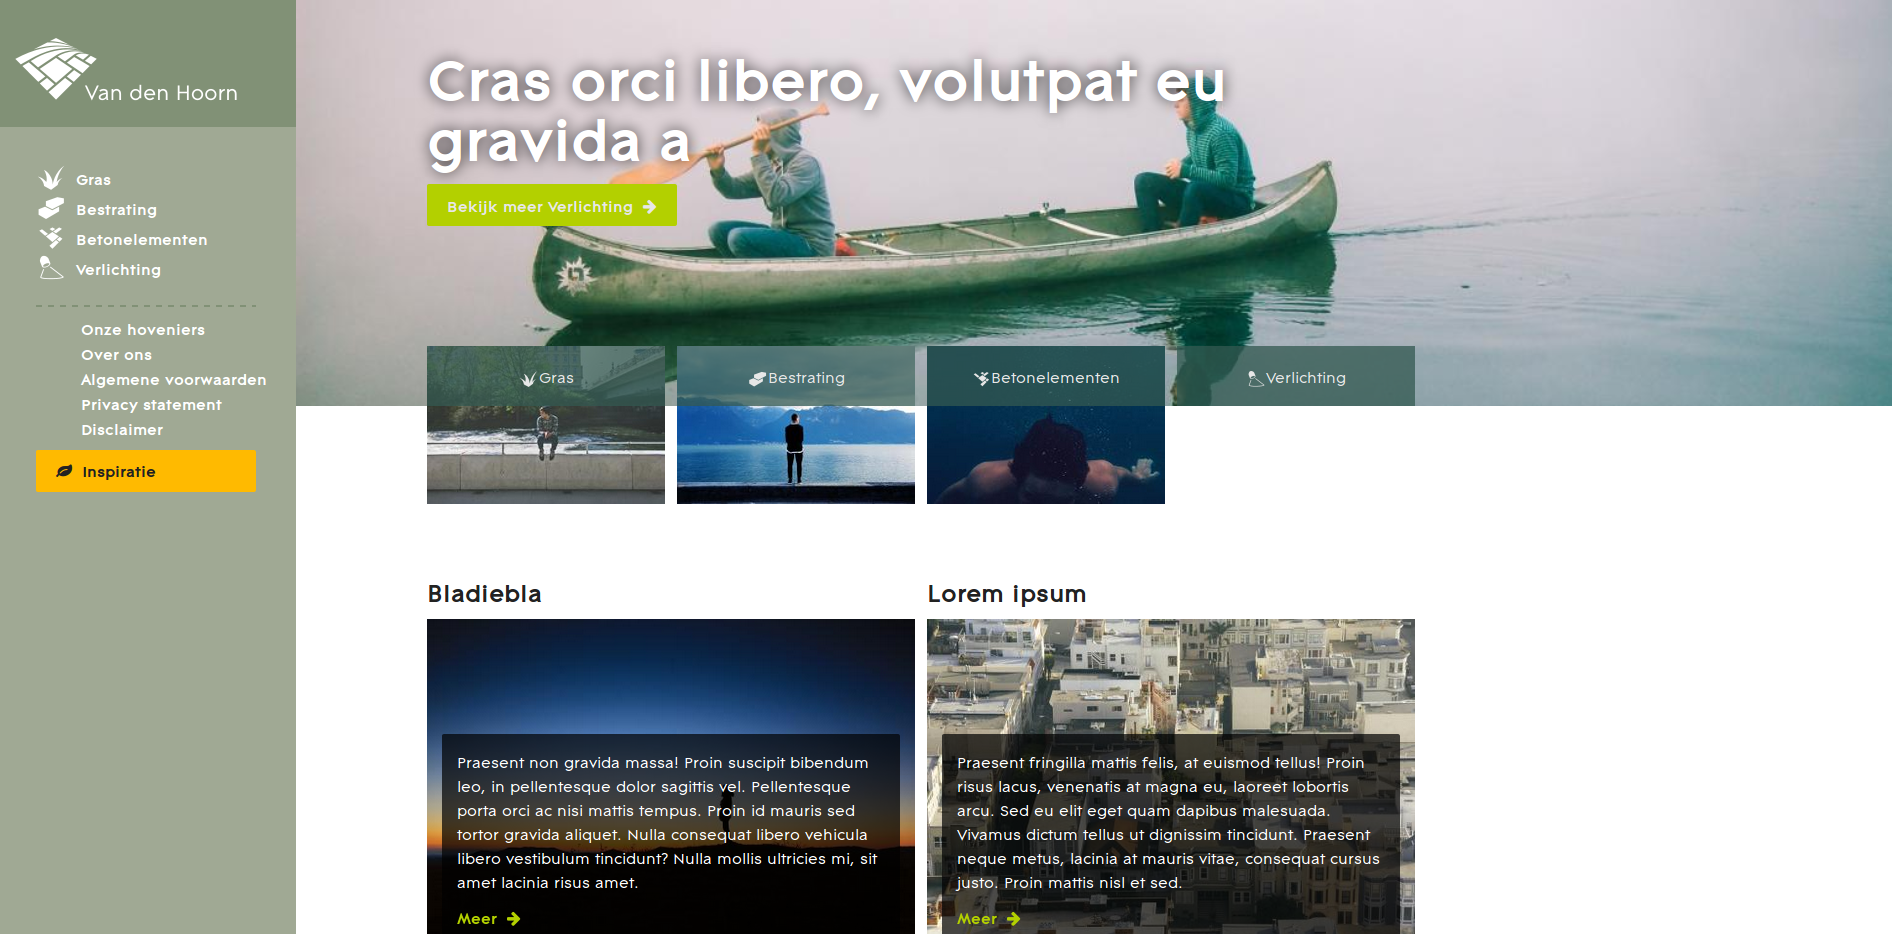 Van den Hoorn
Gras
Bestrating
Betonelementen
Verlichting
Onze hoveniers
Over ons
Algemene voorwaarden
Privacy statement
Disclaimer
Inspiratie
Cras orci libero, volutpat eu
gravida a
Bekijk meer Verlichting
Gras
Bestrating
Betonelementen
Verlichting
Bladiebla
Praesent non gravida massa! Proin suscipit bibendum
leo, in pellentesque dolor sagittis vel. Pellentesque
porta orci ac nisi mattis tempus. Proin id mauris sed
tortor gravida aliquet. Nulla consequat libero vehicula
libero vestibulum tincidunt? Nulla mollis ultricies mi, sit
amet lacinia risus amet.
Meer
Lorem ipsum
Praesent fringilla mattis felis, at euismod tellus! Proin
risus lacus, venenatis at magna eu, laoreet lobortis
arcu. Sed eu elit eget quam dapibus malesuada.
Vivamus dictum tellus ut dignissim tincidunt. Praesent
neque metus, lacinia at mauris vitae, consequat cursus
justo. Proin mattis nisl et sed.
Meer